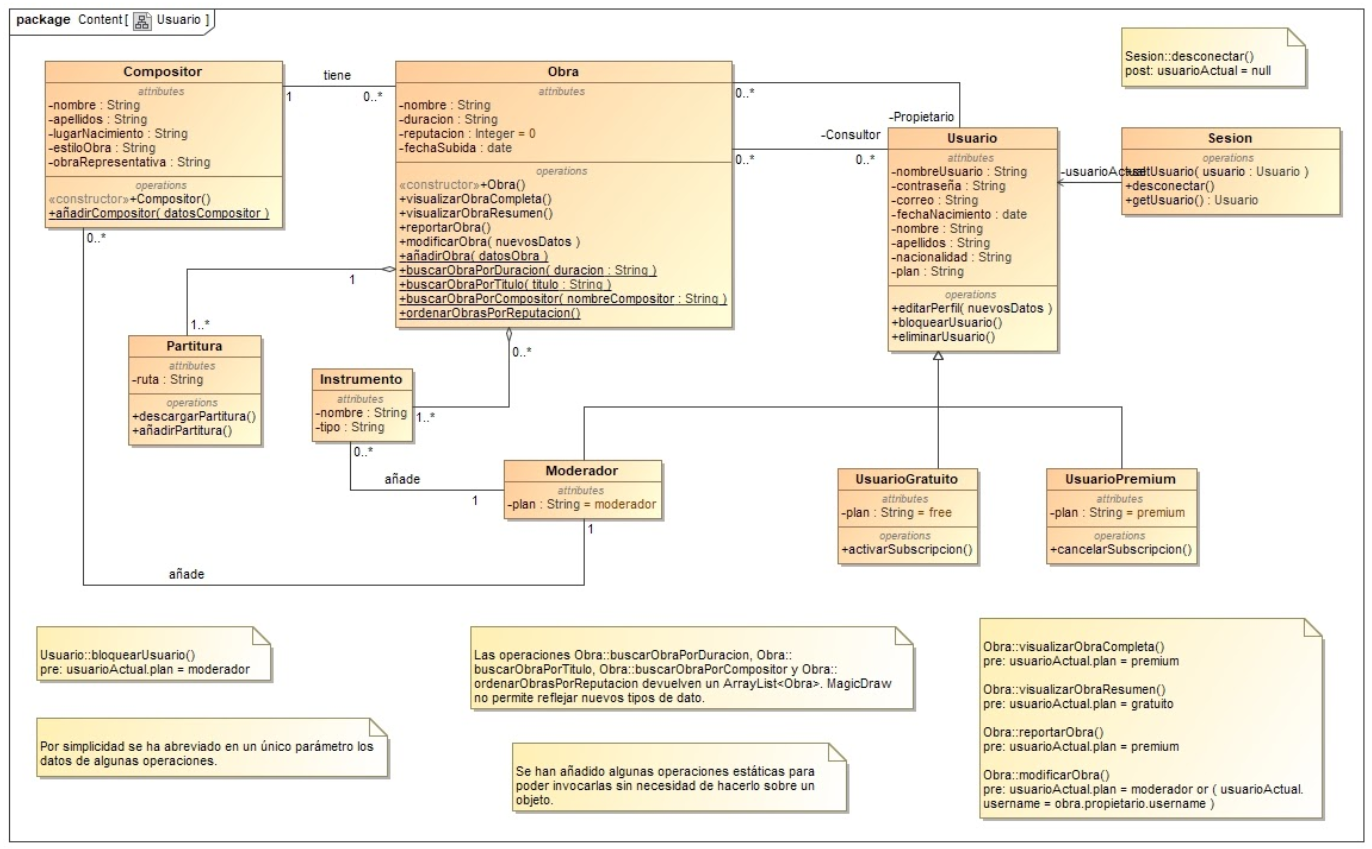 package Content [ Usuario ]
Compositor
attributes
-nombre : String
-apellidos : String
-lugarNacimiento : String
-estiloObra : String
-obraRepresentativa : String
operations
«constructor»+Compositor()
+añadirCompositor( datosCompositor )
tiene
1
0..*
0..*
Obra
attributes
-nombre : String
-duracion : String
-reputacion : Integer = 0
-fechaSubida : date
operations
«constructor»+Obra()
+visualizarObraCompleta()
+visualizarObraResumen()
+reportarObra()
+modificarObra( nuevosDatos )
+añadirObra( datosObra )
+buscarObraPorDuracion( duracion : String )
+buscarObraPorTitulo( titulo : String )
+buscarObraPorCompositor( nombreCompositor : String )
+ordenarObrasPorReputacion()
0..*
-Propietario
-Consultor
0..*
0..*
Usuario
attributes
-nombreUsuario : String
-contraseña : String
-correo : String
-fechaNacimiento : date
-nombre : String
-apellidos : String
-nacionalidad : String
-plan : String
operations
+editarPerfil( nuevosDatos )
+bloquearUsuario()
+eliminarUsuario()
Sesion::desconectar()
post: usuarioActual = null
-usuarioActual
Sesion
operations
+setUsuario( usuario : Usuario )
+desconectar()
+getUsuario() : Usuario
1
1..*
Partitura
attributes
-ruta : String
operations
+descargarPartitura()
+añadirPartitura()
0..*
1..*
Instrumento
attributes
-nombre : String
-tipo : String
0..*
añade
1
Moderador
attributes
-plan : String = moderador
1
añade
UsuarioGratuito
attributes
-plan : String = free
operations
+activarSubscripcion()
UsuarioPremium
attributes
-plan : String = premium
operations
+cancelarSubscripcion()
Usuario::bloquearUsuario()
pre: usuarioActual.plan = moderador
Por simplicidad se ha abreviado en un único parámetro los
datos de algunas operaciones.
Las operaciones Obra::buscarObraPorDuracion, Obra::
buscarObraPorTitulo, Obra::buscarObraPorCompositor y Obra::
ordenarObrasPorReputacion devuelven un ArrayList<Obra>. MagicDraw
no permite reflejar nuevos tipos de dato.
Se han añadido algunas operaciones estáticas para
poder invocarlas sin necesidad de hacerlo sobre un
objeto.
Obra::visualizarObraCompleta()
pre: usuarioActual.plan = premium
Obra::visualizarObraResumen()
pre: usuarioActual.plan = gratuito
Obra::reportarObra()
pre: usuarioActual.plan = premium
Obra::modificarObra()
pre: usuarioActual.plan = moderador or ( usuarioActual.
username = obra.propietario.username )